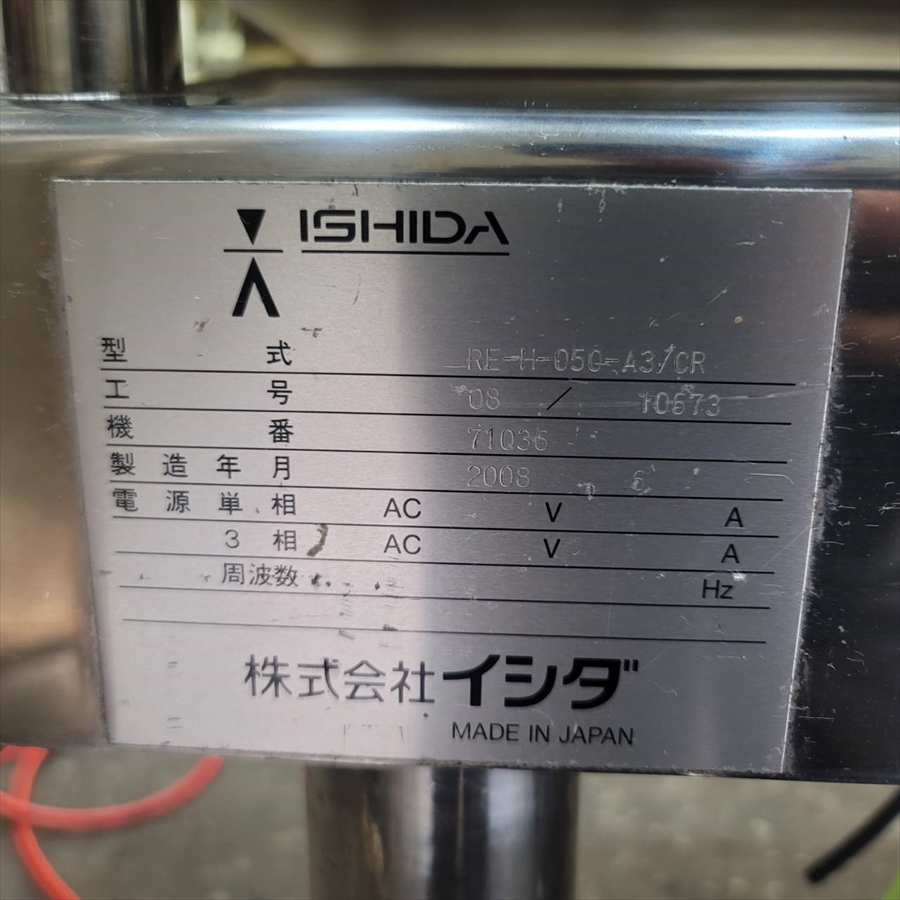 ISHIDA
型式 RE-H-050-A3/CR
工号 08 / 10673
機番 71036
製造年月 2008 6
電源単相 AC V A
3相 AC V A
周波数 Hz
株式会社イシダ
MADE IN JAPAN